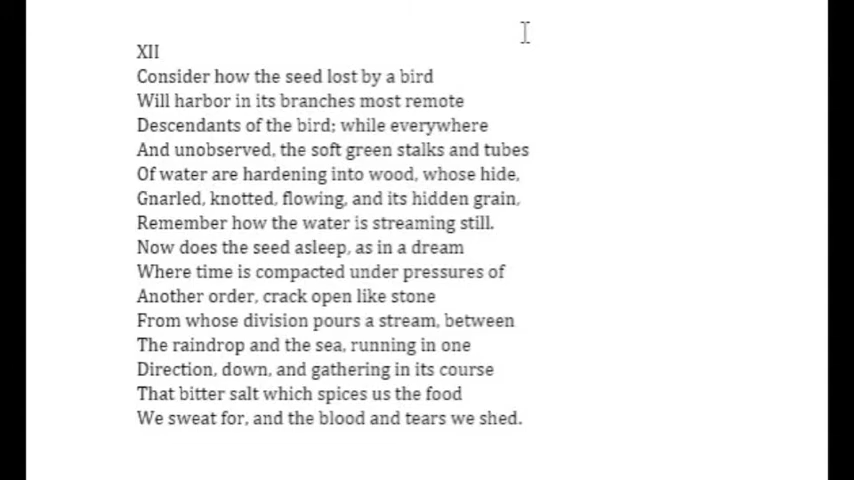 XII
Consider how the seed lost by a bird
Will harbor in its branches most remote
Descendants of the bird; while everywhere
And unobserved, the soft green stalks and tubes
Of water are hardening into wood, whose hide,
Gnarled, knotted, flowing, and its hidden grain,
Remember how the water is streaming still.
Now does the seed asleep, as in a dream
Where time is compacted under pressures of
Another order, crack open like stone
From whose division pours a stream, between
The raindrop and the sea, running in one
Direction, down, and gathering in its course
That bitter salt which spices us the food
We sweat for, and the blood and tears we shed.